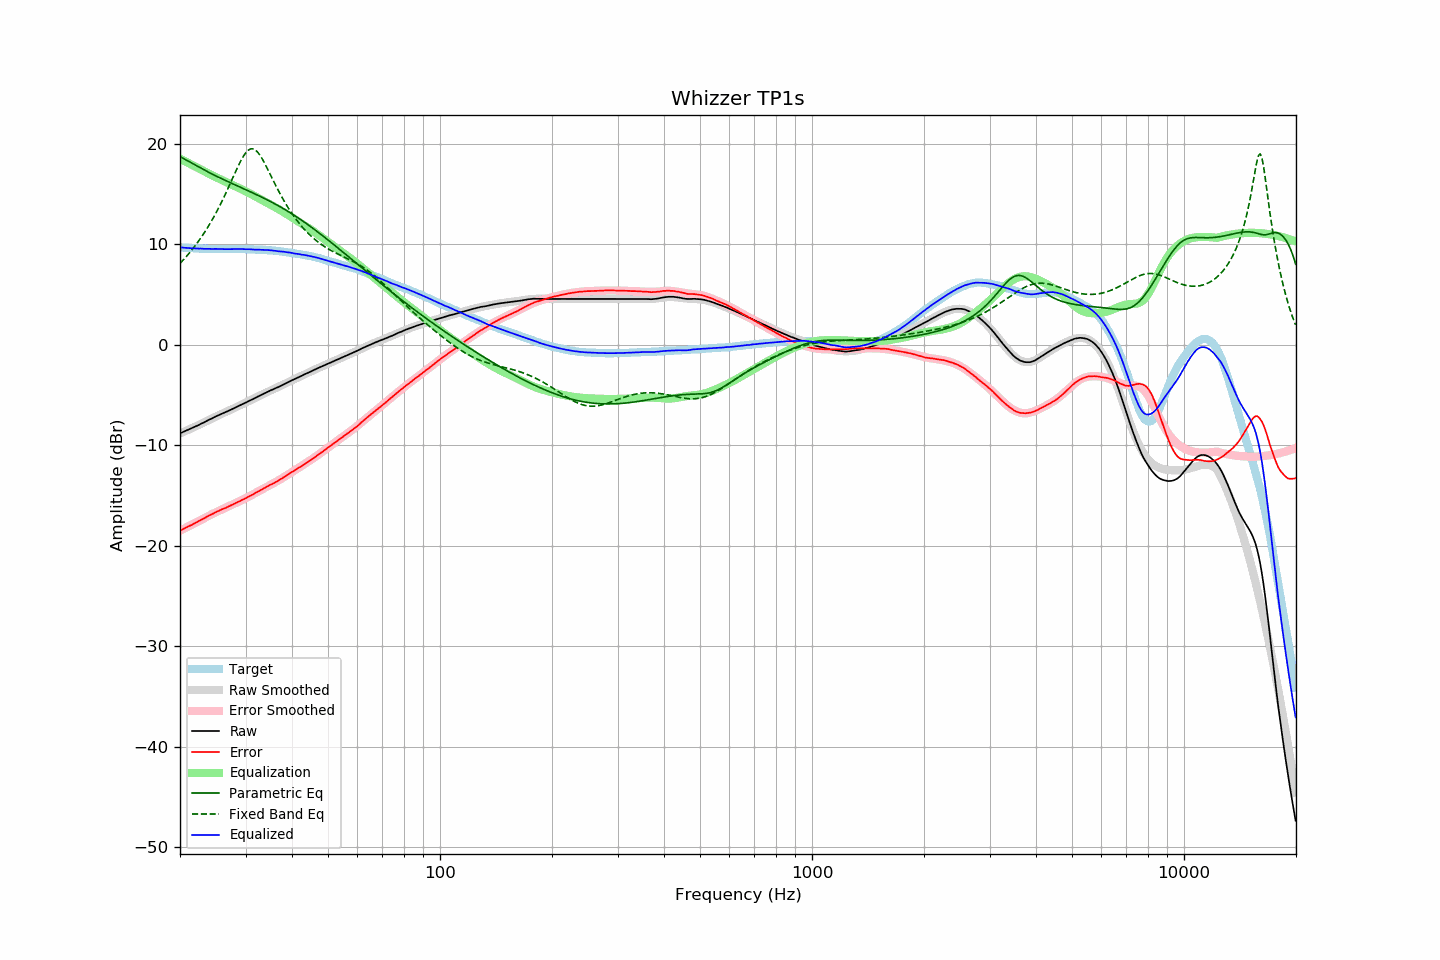 Whizzer TP1s
20
10
0
−10
−20
−30
−40
−50
Amplitude (dBr)
Target
Raw Smoothed
Error Smoothed
Raw
Error
Equalization
Parametric Eq
Fixed Band Eq
Equalized
100
1000
10000
Frequency (Hz)